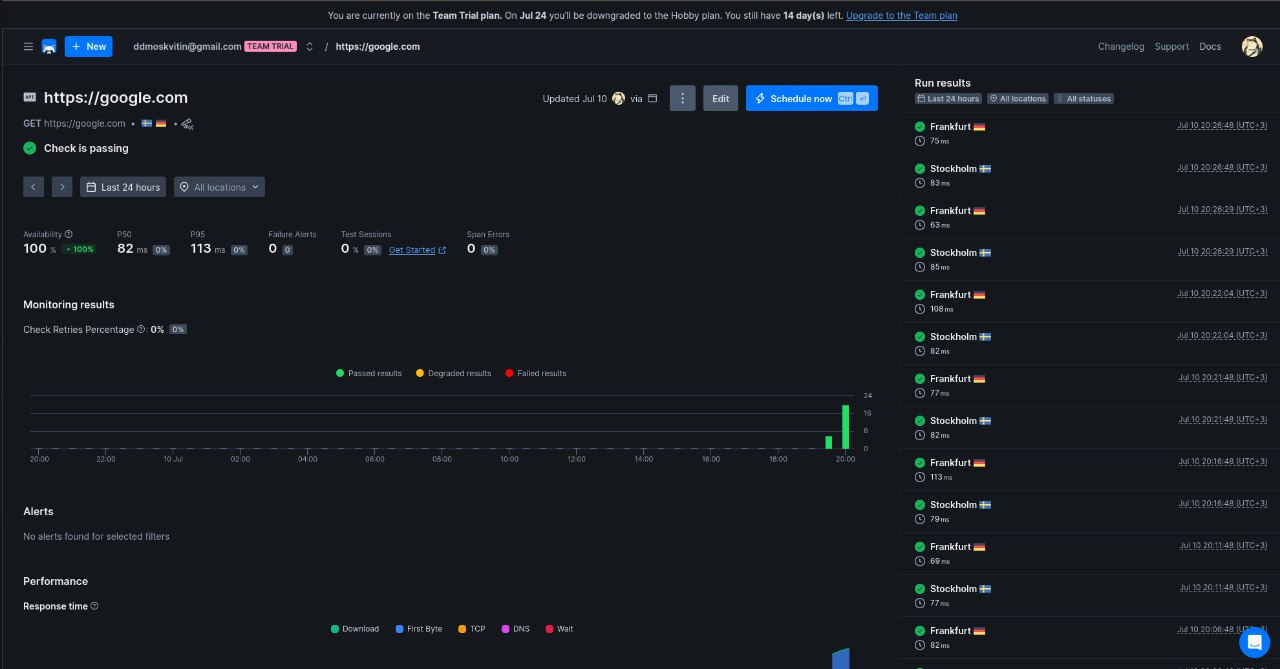 You are currently on the Team Trial plan. On Jul 24 you'll be downgraded to the Hobby plan. You still have 14 day(s) left. Upgrade to the Team plan
+ New
ddmoskvitin@gmail.com TEAM TRIAL / https://google.com
Changelog Support Docs
API https://google.com
Updated Jul 10 via
Edit
Schedule now Ctrl ⏎
GET https://google.com
Check is passing
Last 24 hours
All locations
Availability P50 P95 Failure Alerts Test Sessions Span Errors
100 % 100% 82 ms 0% 113 ms 0% 0 0 0 % 0% Get Started 0 0%
Monitoring results
Check Retries Percentage : 0% 0%
Passed results Degraded results Failed results
24
16
8
0
20:00 22:00 10 Jul 02:00 04:00 06:00 08:00 10:00 12:00 14:00 16:00 18:00 20:00
Alerts
No alerts found for selected filters
Performance
Response time
Download First Byte TCP DNS Wait
Run results
Last 24 hours All locations All statuses
Frankfurt Jul 10 20:26:48 (UTC+3)
75 ms
Stockholm Jul 10 20:26:48 (UTC+3)
83 ms
Frankfurt Jul 10 20:26:29 (UTC+3)
63 ms
Stockholm Jul 10 20:26:29 (UTC+3)
85 ms
Frankfurt Jul 10 20:22:04 (UTC+3)
108 ms
Stockholm Jul 10 20:22:04 (UTC+3)
82 ms
Frankfurt Jul 10 20:21:48 (UTC+3)
77 ms
Stockholm Jul 10 20:21:48 (UTC+3)
82 ms
Frankfurt Jul 10 20:16:48 (UTC+3)
113 ms
Stockholm Jul 10 20:16:48 (UTC+3)
79 ms
Frankfurt Jul 10 20:11:48 (UTC+3)
69 ms
Stockholm Jul 10 20:11:48 (UTC+3)
77 ms
Frankfurt Jul 10 20:06:48 (UTC+3)
82 ms